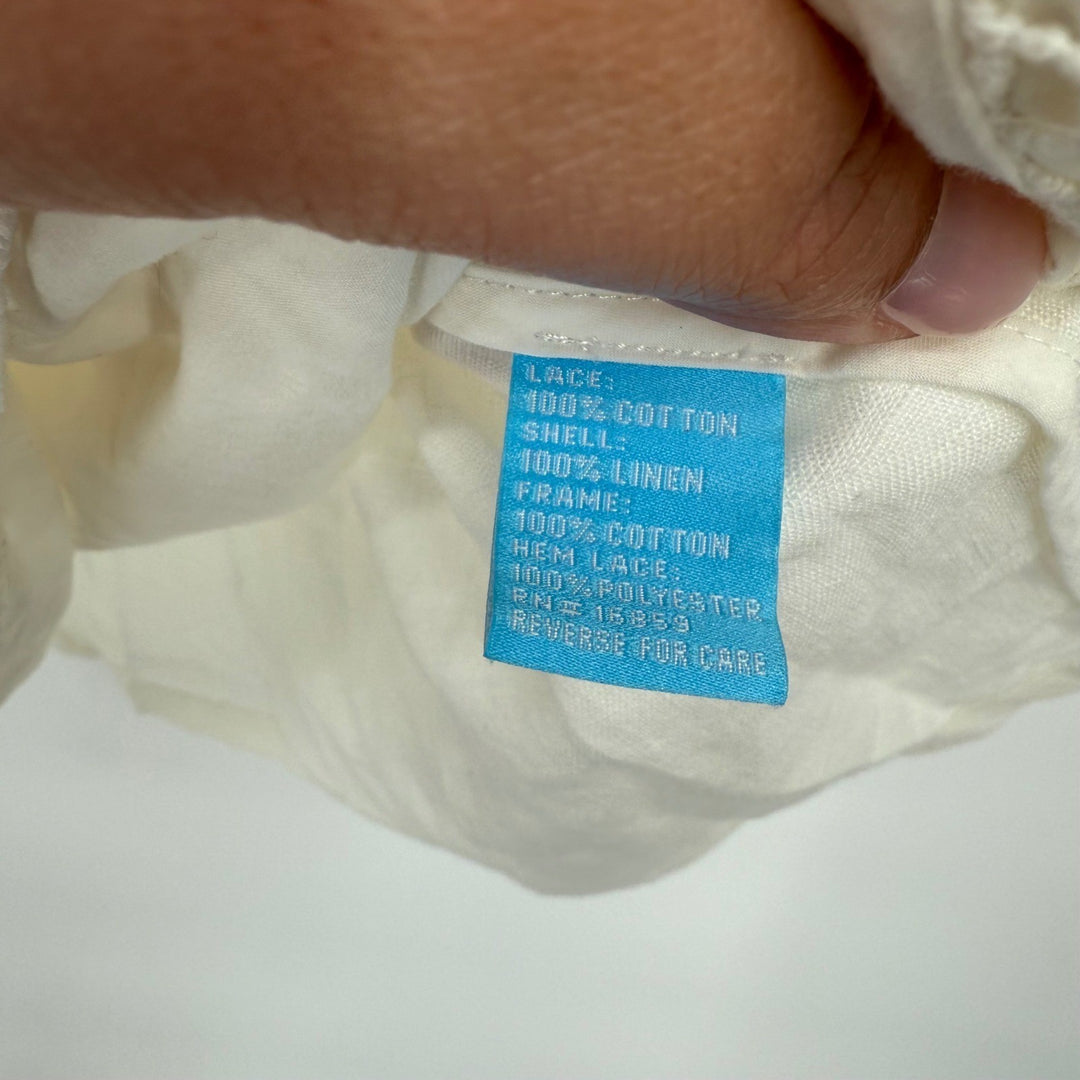 LACE:
100% COTTON
SHELL:
100% LINEN
FRAME:
100% COTTON
HEM LACE:
100% POLYESTER
RN# 16859
REVERSE FOR CARE